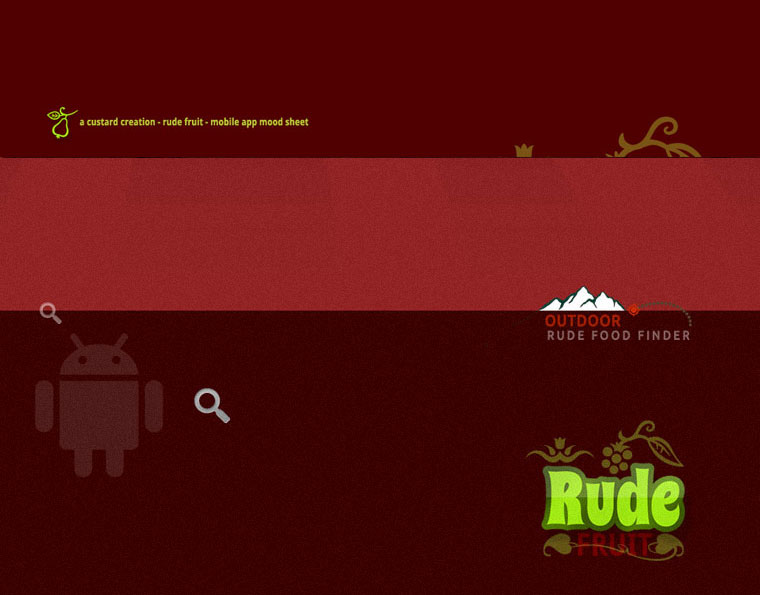 a custard creation - rude fruit - mobile app mood sheet
OUTDOOR
RUDE FOOD FINDER
Rude
FRUIT